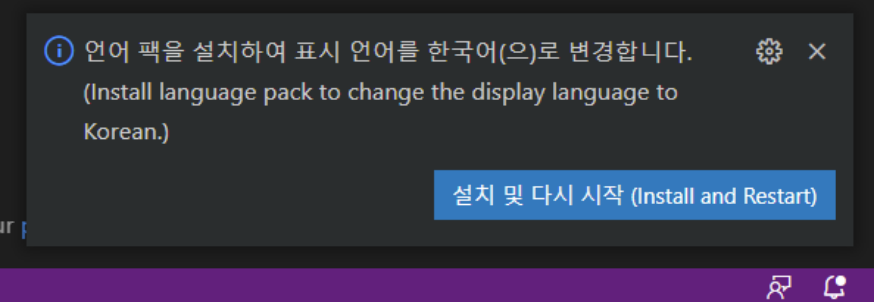 언어 팩을 설치하여 표시 언어를 한국어(으)로 변경합니다.
(Install language pack to change the display language to
Korean.)
설치 및 다시 시작 (Install and Restart)